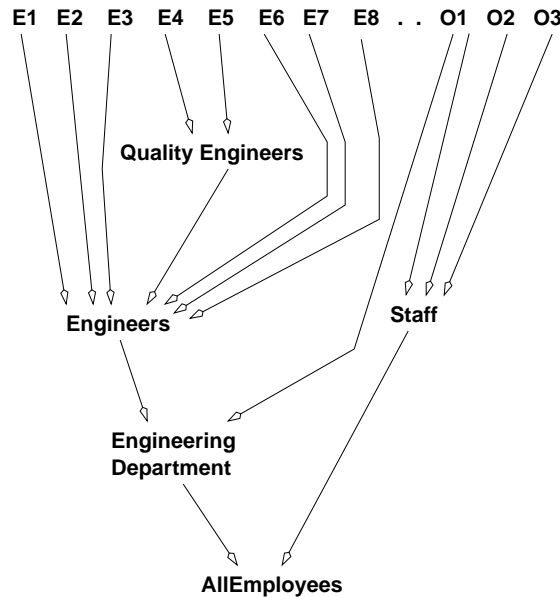 E1 E2 E3 E4 E5 E6 E7 E8 . . O1 O2 O3
Quality Engineers
Engineers
Staff
Engineering
Department
AllEmployees